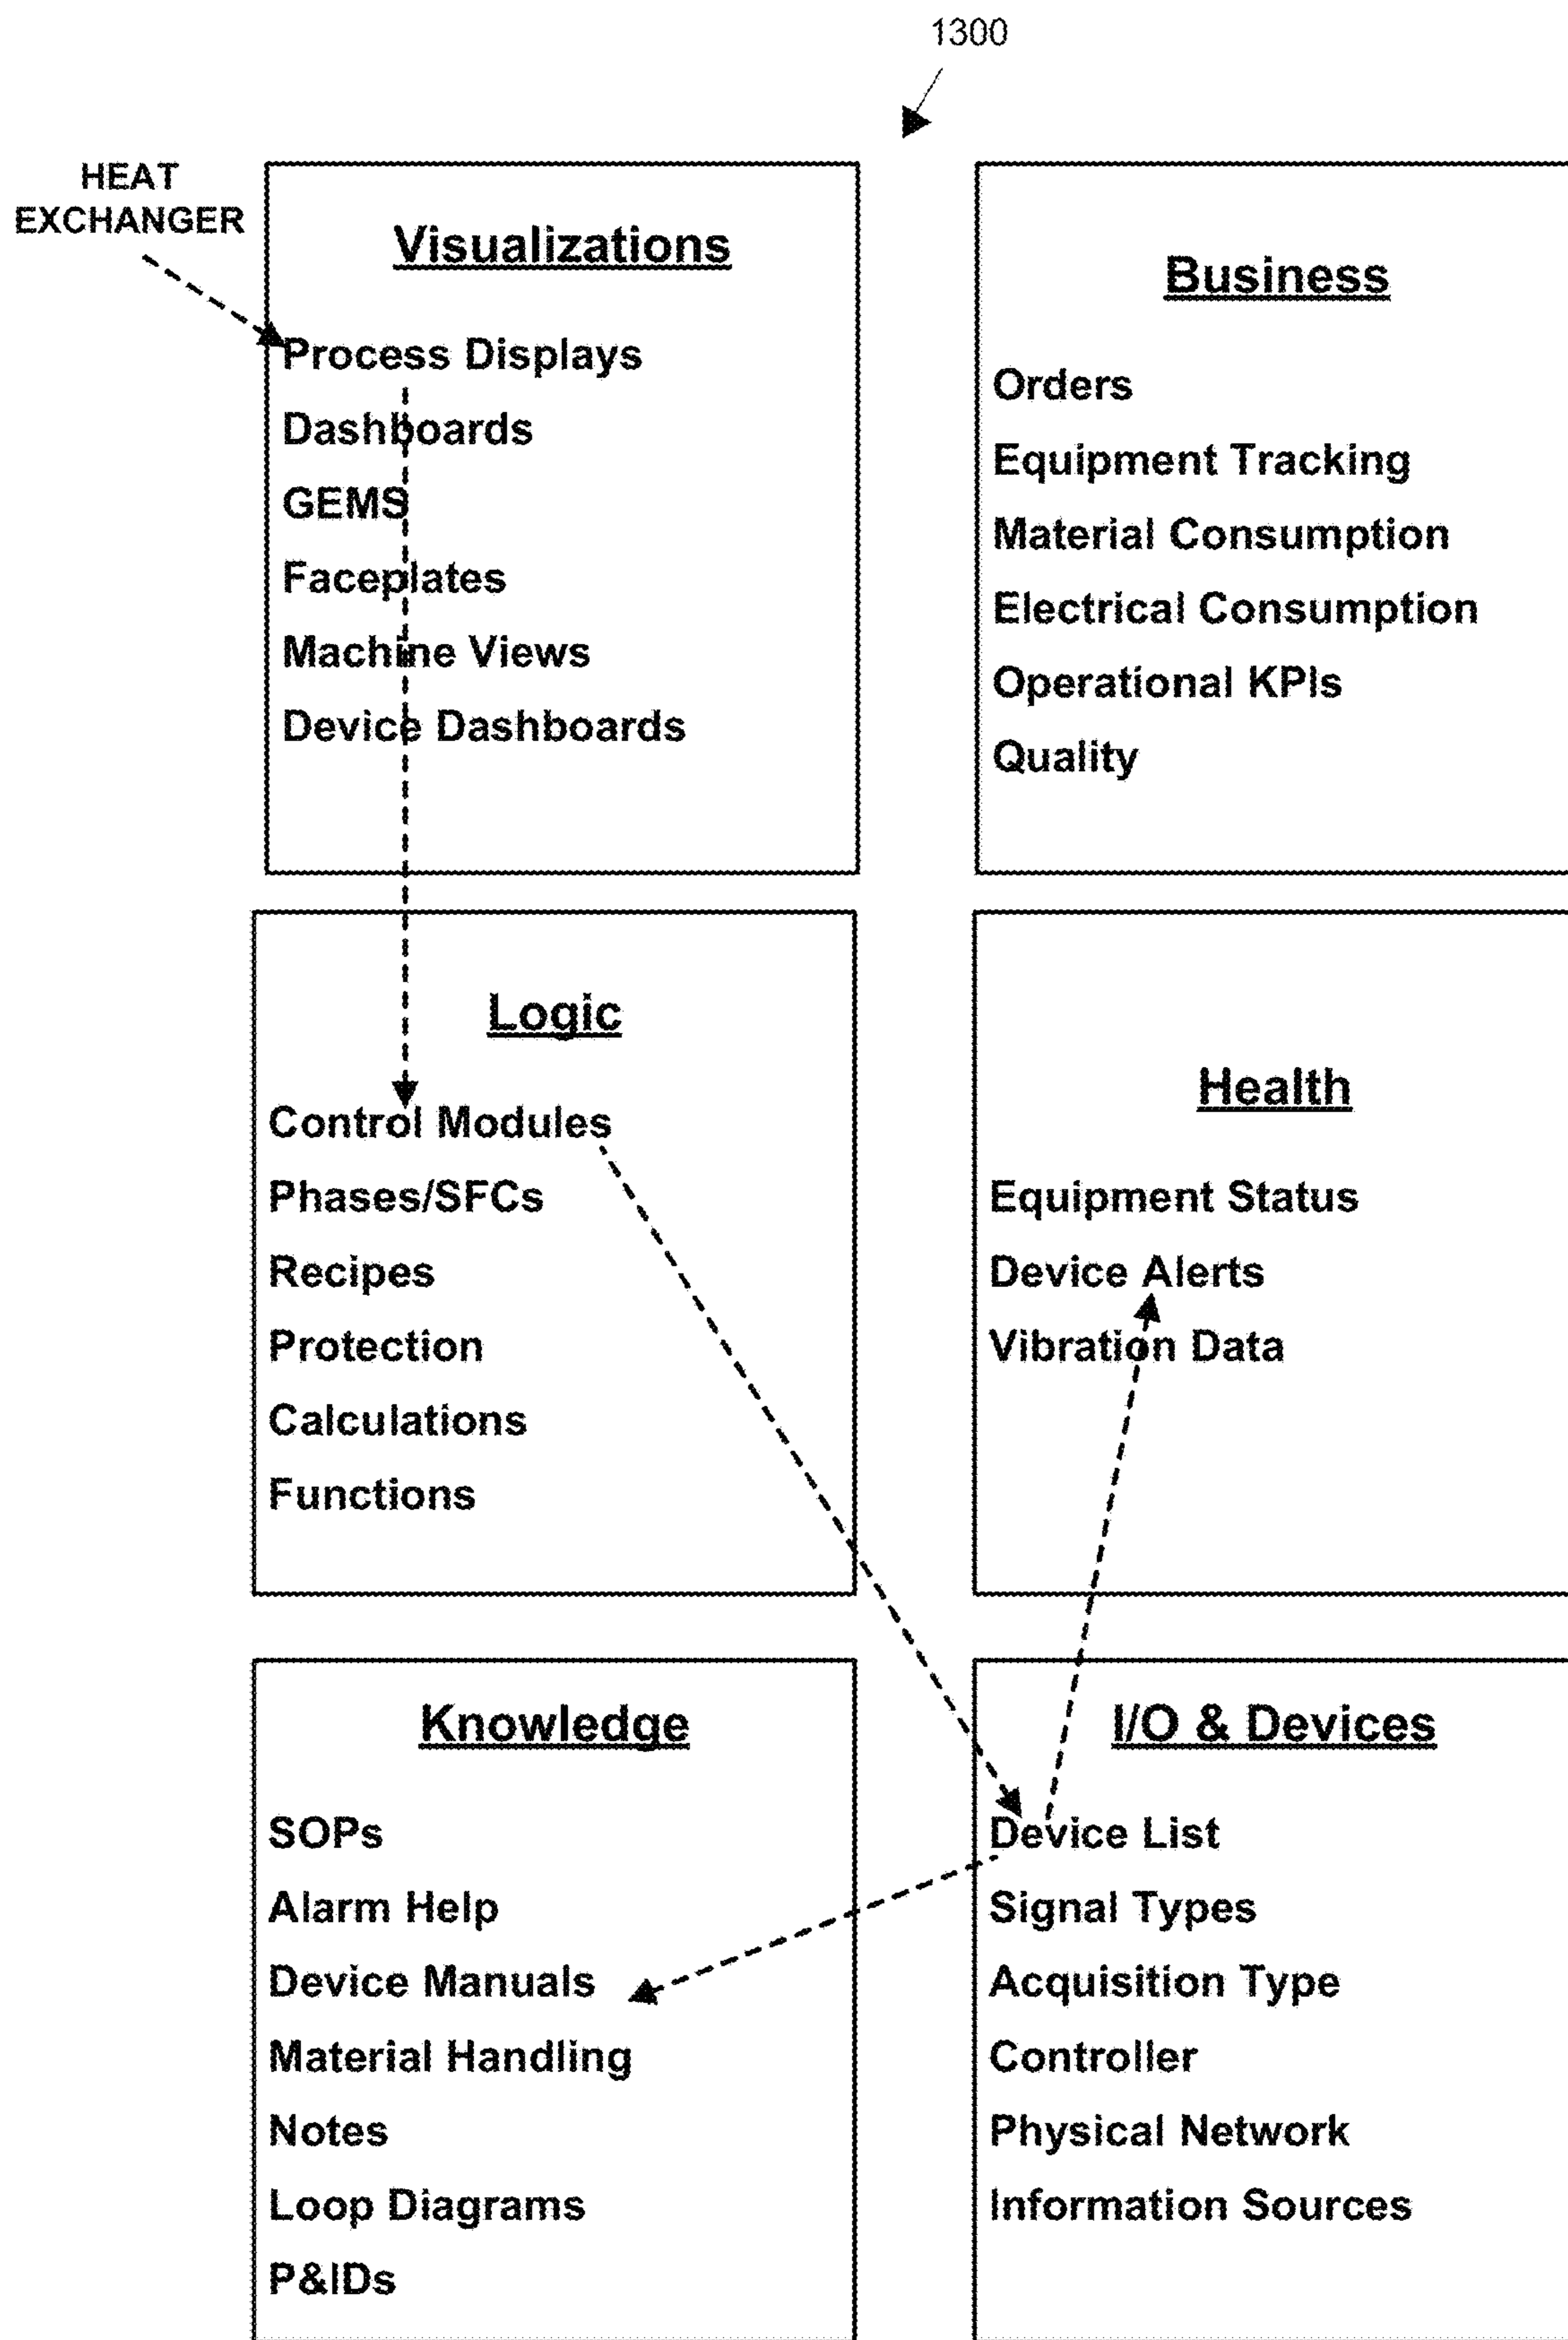 1300
HEAT
EXCHANGER
Visualizations
Process Displays
Dashboards
GEMS
Faceplates
Machine Views
Device Dashboards
Business
Orders
Equipment Tracking
Material Consumption
Electrical Consumption
Operational KPIs
Quality
Logic
Control Modules
Phases/SFCs
Recipes
Protection
Calculations
Functions
Health
Equipment Status
Device Alerts
Vibration Data
Knowledge
SOPs
Alarm Help
Device Manuals
Material Handling
Notes
Loop Diagrams
P&IDs
I/O & Devices
Device List
Signal Types
Acquisition Type
Controller
Physical Network
Information Sources